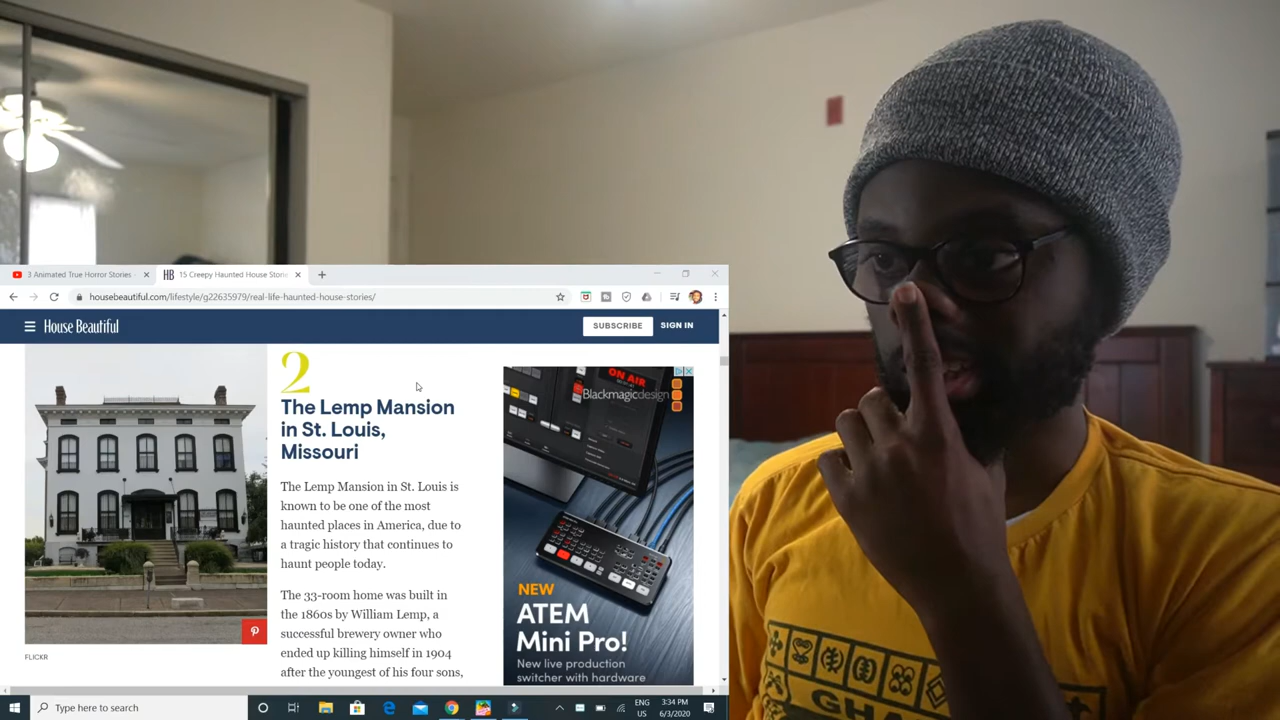 3 Animated True Horror Stories
15 Creepy Haunted House Storie
housebeautiful.com/lifestyle/g22635979/real-life-haunted-house-stories/
House Beautiful
SUBSCRIBE
SIGN IN
2
The Lemp Mansion
in St. Louis,
Missouri
The Lemp Mansion in St. Louis is
known to be one of the most
haunted places in America, due to
a tragic history that continues to
haunt people today.
The 33-room home was built in
the 1860s by William Lemp, a
successful brewery owner who
ended up killing himself in 1904
after the youngest of his four sons,
FLICKR
ON AIR
Blackmagicdesign
NEW
ATEM
Mini Pro!
New live production
switcher with hardware
GHA
Type here to search
ENG
US
3:34 PM
6/3/2020